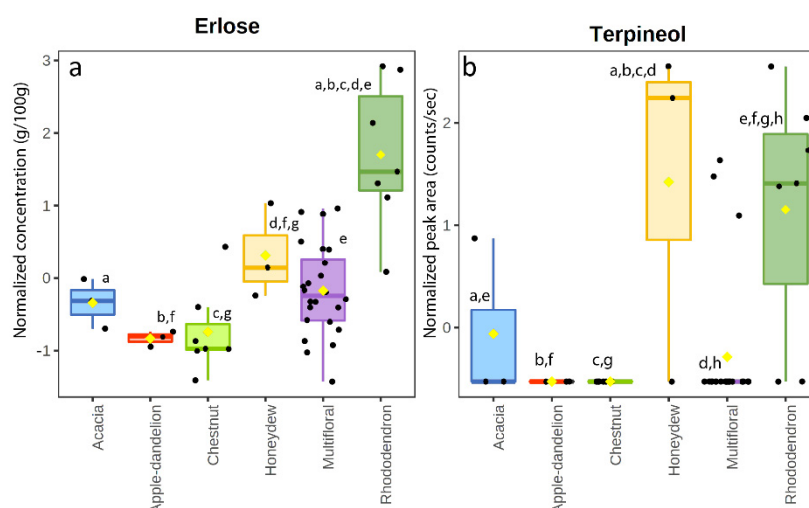 Erlose
a
Normalized concentration (g/100g)
3
2
1
0
-1
a
b,f
c,g
d,f,g
e
a,b,c,d,e
Acacia
Apple-dandelion
Chestnut
Honeydew
Multifloral
Rhododendron
Terpineol
b
Normalized peak area (counts/sec)
2
1
0
a,e
b,f
c,g
a,b,c,d
d,h
e,f,g,h
Acacia
Apple-dandelion
Chestnut
Honeydew
Multifloral
Rhododendron